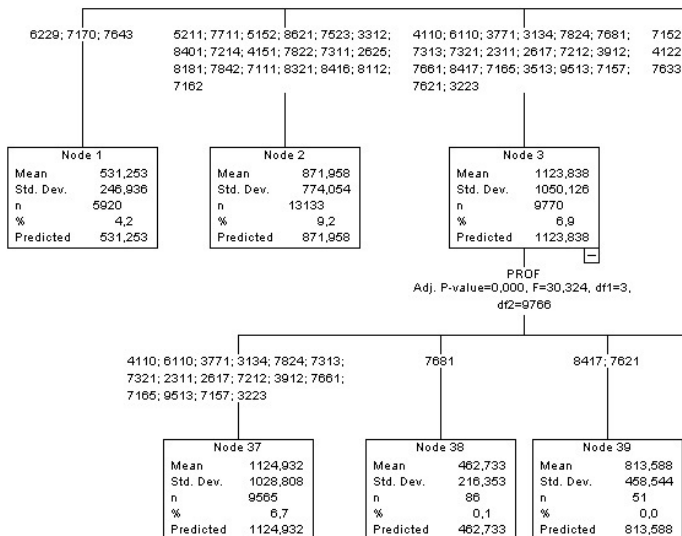 6229; 7170; 7643
5211; 7711; 5152; 8621; 7523; 3312;
8401; 7214; 4151; 7822; 7311; 2625;
8181; 7842; 7111; 8321; 8416; 8112;
7162
4110; 6110; 3771; 3134; 7824; 7681;
7313; 7321; 2311; 2617; 7212; 3912;
7661; 8417; 7165; 3513; 9513; 7157;
7621; 3223
7152
4122
7633
Node 1
Mean 531,253
Std. Dev. 246,936
n 5920
% 4,2
Predicted 531,253
Node 2
Mean 871,958
Std. Dev. 774,054
n 13133
% 9,2
Predicted 871,958
Node 3
Mean 1123,838
Std. Dev. 1050,126
n 9770
% 6,9
Predicted 1123,838
PROF
Adj. P-value=0,000, F=30,324, df1=3,
df2=9766
4110; 6110; 3771; 3134; 7824; 7313;
7321; 2311; 2617; 7212; 3912; 7661;
7165; 9513; 7157; 3223
7681
8417; 7621
Node 37
Mean 1124,932
Std. Dev. 1028,808
n 9565
% 6,7
Predicted 1124,932
Node 38
Mean 462,733
Std. Dev. 216,353
n 86
% 0,1
Predicted 462,733
Node 39
Mean 813,588
Std. Dev. 458,544
n 51
% 0,0
Predicted 813,588